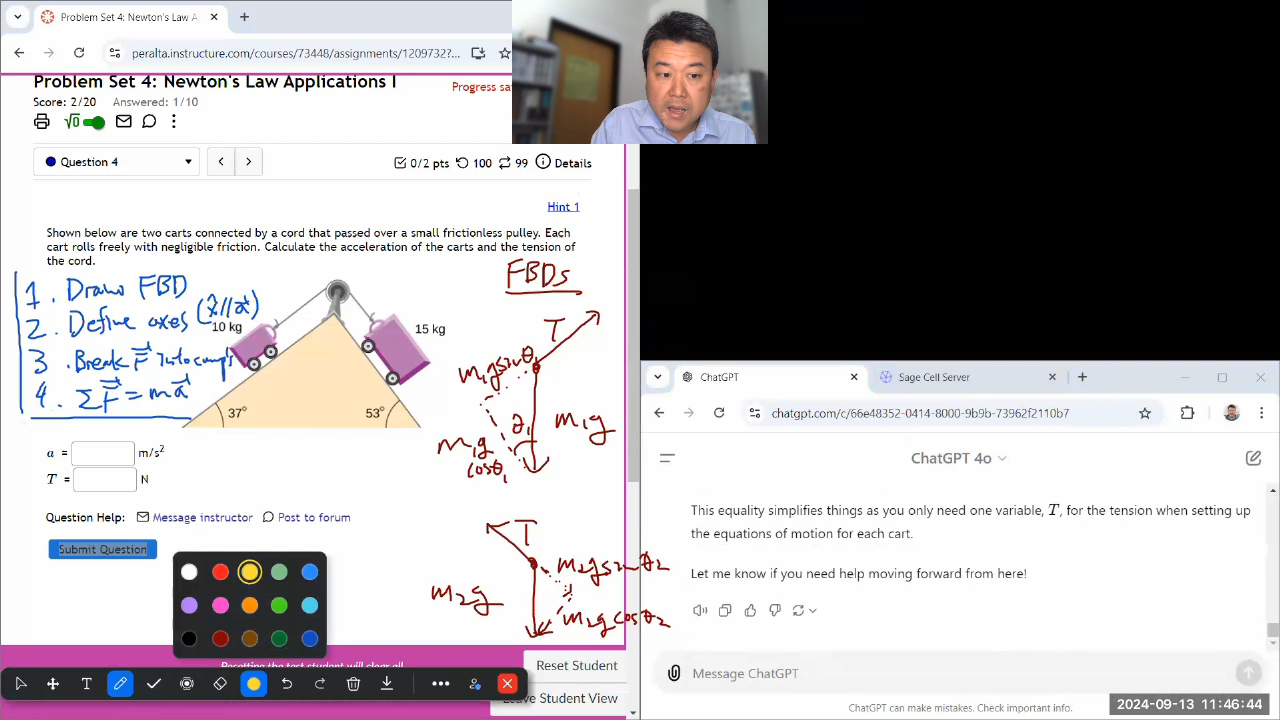 Problem Set 4: Newton's Law A
peralta.instructure.com/courses/73448/assignments/1209732?...
Problem Set 4: Newton's Law Applications I
Progress sa
Score: 2/20 Answered: 1/10
√0
Question 4
0/2 pts 100 99 Details
Hint 1
Shown below are two carts connected by a cord that passed over a small frictionless pulley. Each
cart rolls freely with negligible friction. Calculate the acceleration of the carts and the tension of
the cord.
FBDs
1. Draw FBD
2. Define axes (x̂//a⃗)
3. Break F⃗ into comp's
4. ΣF⃗ = ma⃗
10 kg
15 kg
37°
53°
T
m₁g sinθ₁
θ₁
m₁g
m₁g
cosθ₁
a = m/s²
T = N
T
m₂g sinθ₂
m₂g
m₂g cosθ₂
Question Help: Message instructor Post to forum
Submit Question
Resetting the test student will clear all
Reset Student
Leave Student View
ChatGPT
Sage Cell Server
chatgpt.com/c/66e48352-0414-8000-9b9b-73962f2110b7
ChatGPT 4o
This equality simplifies things as you only need one variable, T, for the tension when setting up
the equations of motion for each cart.
Let me know if you need help moving forward from here!
Message ChatGPT
ChatGPT can make mistakes. Check important info.
2024-09-13 11:46:44